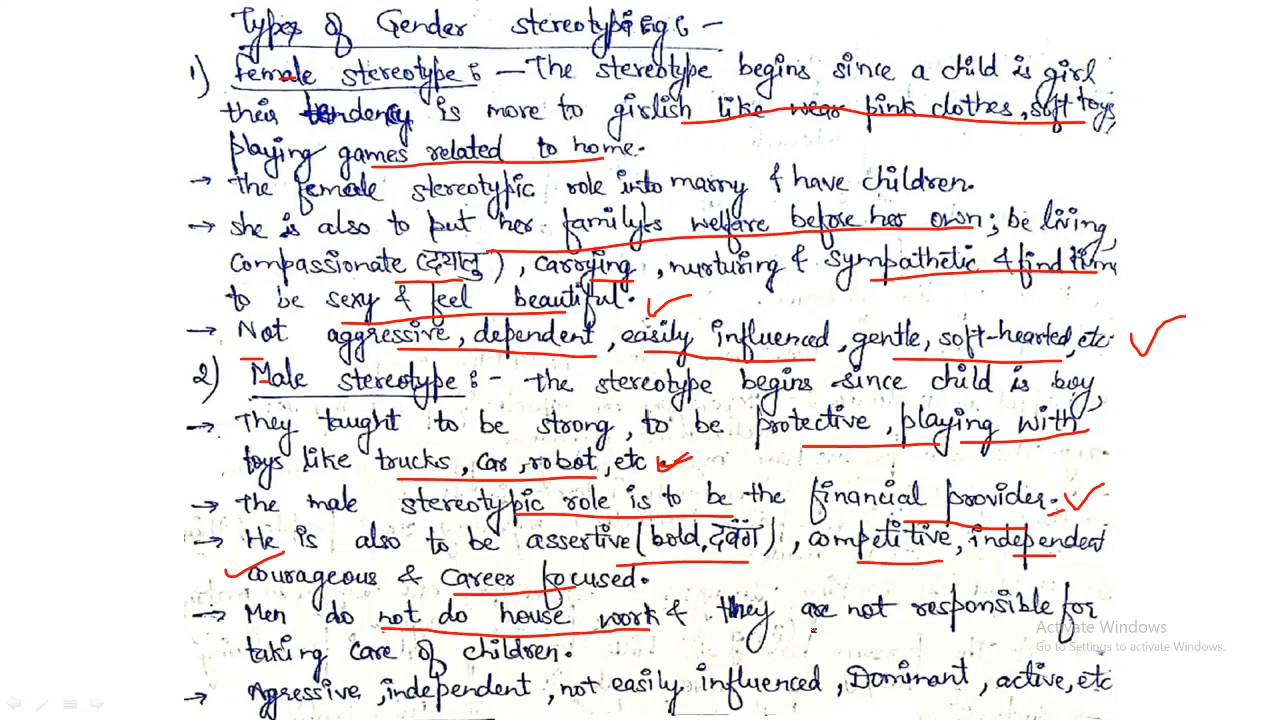 Types of Gender stereotyping :-
1) Female stereotype :- The stereotype begins since a child is girl
their tendency is more to girlish like wear pink clothes, soft toys,
playing games related to home.
→ The female stereotypic role into marry & have children.
→ she is also to put her family's welfare before her own; be living,
compassionate (दयालु), carrying, nurturing & sympathetic & find time
to be sexy & feel beautiful.
→ Not aggressive, dependent, easily influenced, gentle, soft-hearted, etc.
2) Male stereotype :- The stereotype begins since child is boy,
→ They taught to be strong, to be protective, playing with
toys like trucks, car, robot, etc.
→ The male stereotypic role is to be the financial provider.
→ He is also to be assertive (bold, दबंग), competitive, independent
courageous & career focused.
→ Men do not do house work & they are not responsible for
taking care of children.
→ Agressive, independent, not easily influenced, Dominant, active, etc
Activate Windows
Go to Settings to activate Windows.